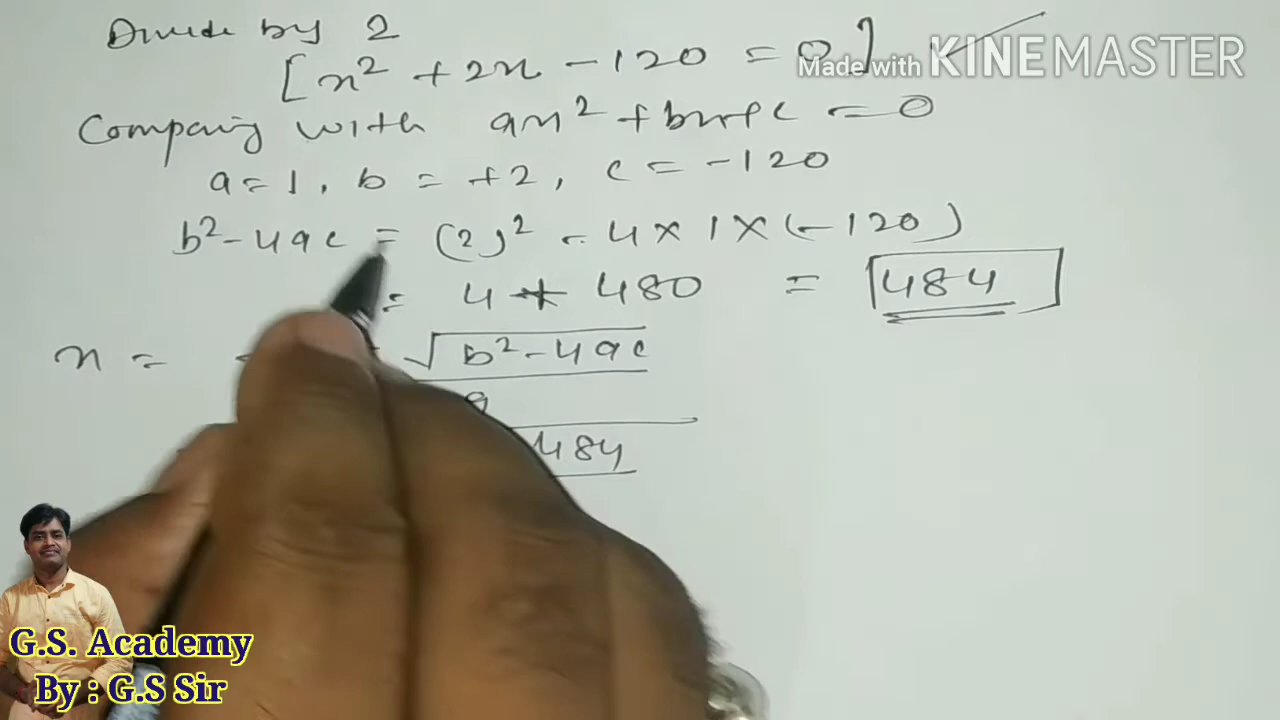 Divide by 2
[x² + 2x - 120 = 0]
Made with KINEMASTER
Comparing with ax² + bx + c = 0
a = 1, b = +2, c = -120
b² - 4ac = (2)² - 4 × 1 × (-120)
= 4 + 480 = 484
x = √b² - 4ac
484
G.S. Academy
By : G.S Sir